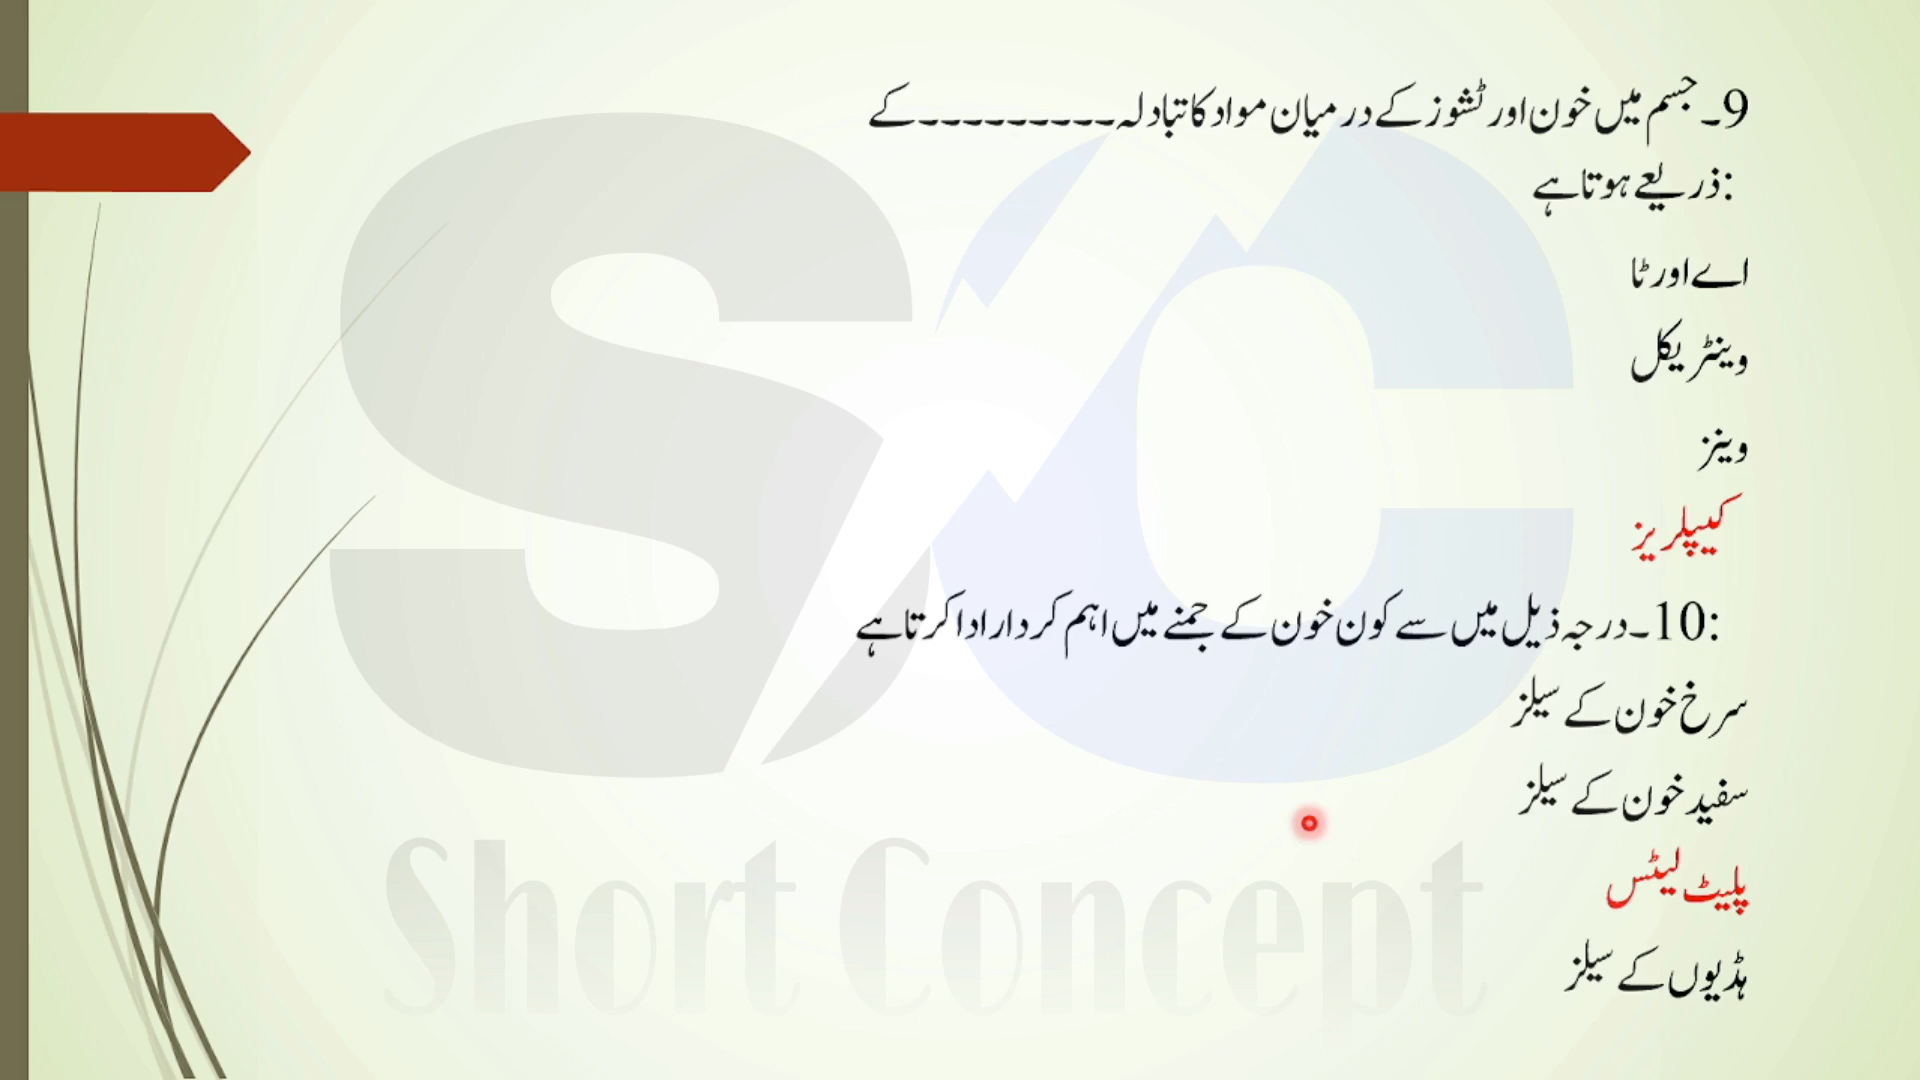 9۔جسم میں خون اور ٹشوز کے درمیان مواد کا تبادلہ۔۔۔۔۔۔۔۔۔کے
ذریعے ہوتا ہے:
اے اورٹا
وینٹریکل
وینز
کیپلریز
10۔درجہ ذیل میں سے کون خون کے جمنے میں اہم کردار ادا کرتا ہے:
سرخ خون کے سیلز
سفید خون کے سیلز
پلیٹ لیٹس
ہڈیوں کے سیلز
SC
Short Concept